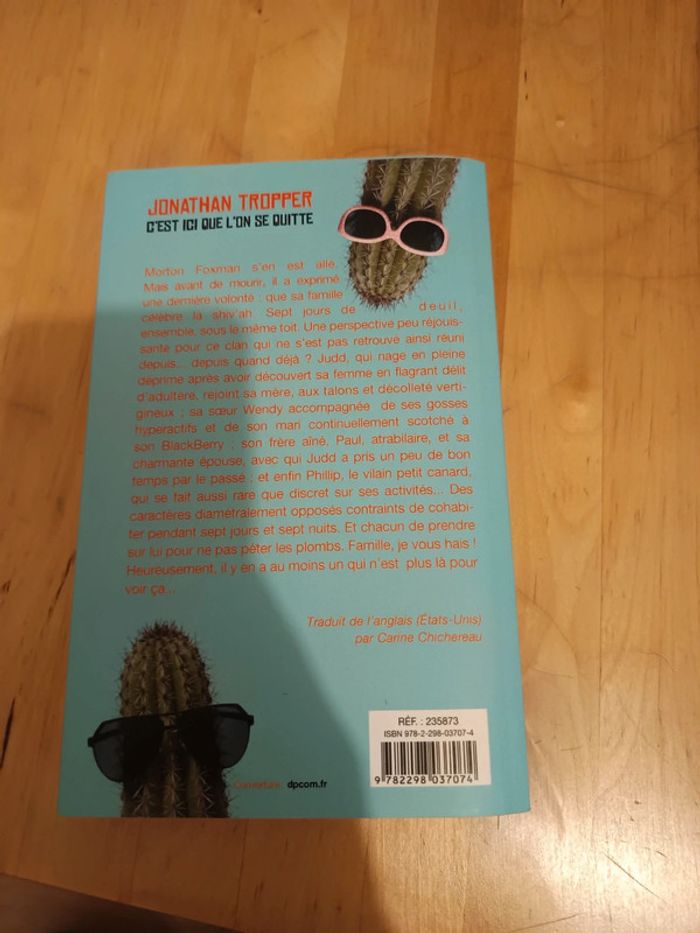 JONATHAN TROPPER
C'EST ICI QUE L'ON SE QUITTE
Morton Foxman s'en est allé.
Mais avant de mourir, il a exprimé
une dernière volonté : que sa famille
célèbre la shiv'ah. Sept jours de deuil,
ensemble, sous le même toit. Une perspective peu réjouis-
sante pour ce clan qui ne s'est pas retrouvé ainsi réuni
depuis... depuis quand déjà ? Judd, qui nage en pleine
déprime après avoir découvert sa femme en flagrant délit
d'adultère, rejoint sa mère, aux talons et décolleté verti-
gineux ; sa sœur Wendy accompagnée de ses gosses
hyperactifs et de son mari continuellement scotché à
son BlackBerry ; son frère aîné, Paul, atrabilaire, et sa
charmante épouse, avec qui Judd a pris un peu de bon
temps par le passé ; et enfin Phillip, le vilain petit canard,
qui se fait aussi rare que discret sur ses activités... Des
caractères diamétralement opposés contraints de cohabi-
ter pendant sept jours et sept nuits. Et chacun de prendre
sur lui pour ne pas péter les plombs. Famille, je vous hais !
Heureusement, il y en a au moins un qui n'est plus là pour
voir ça...
Traduit de l'anglais (États-Unis)
par Carine Chichereau
RÉF. : 235873
ISBN 978-2-298-03707-4
9 782298 037074
Couverture : dpcom.fr